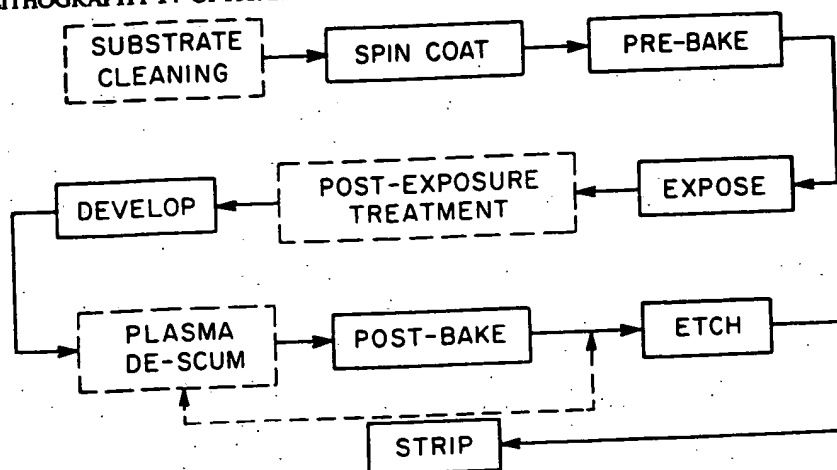 SUBSTRATE
CLEANING
SPIN COAT
PRE-BAKE
EXPOSE
POST-EXPOSURE
TREATMENT
DEVELOP
PLASMA
DE-SCUM
POST-BAKE
ETCH
STRIP